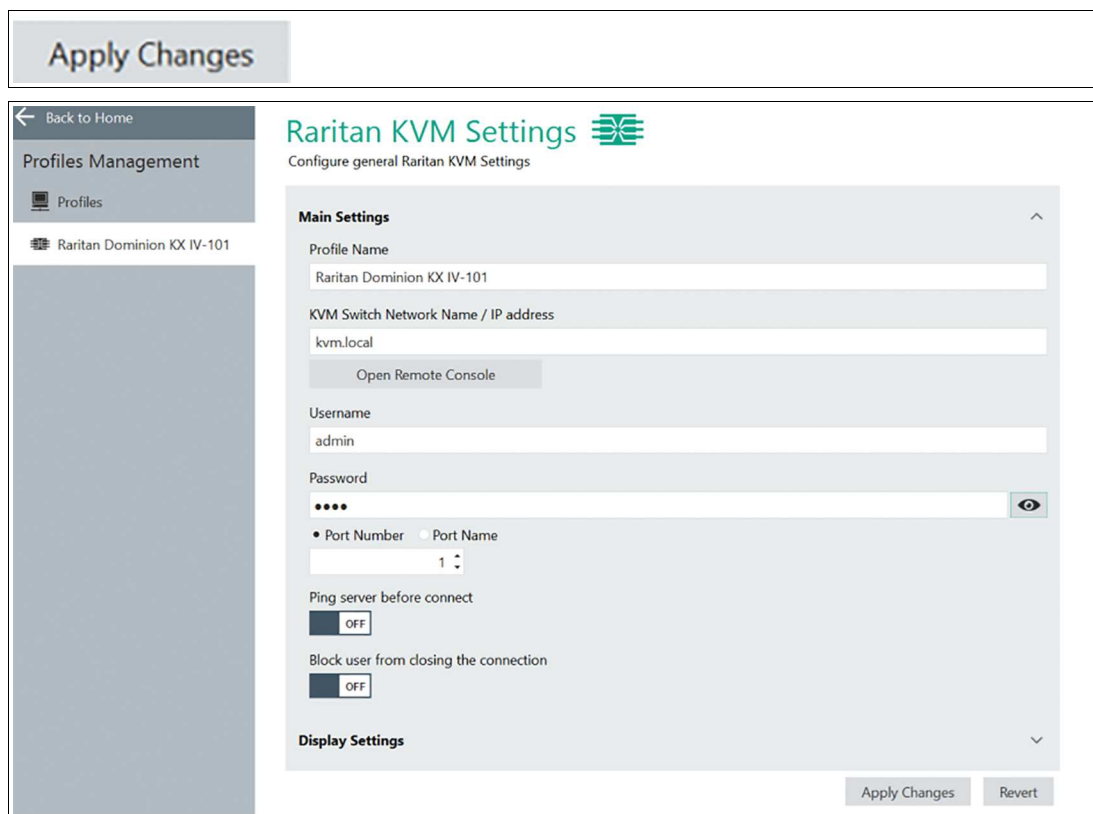 Apply Changes
Back to Home
Profiles Management
Profiles
Raritan Dominion KX IV-101
Raritan KVM Settings
Configure general Raritan KVM Settings
Main Settings
Profile Name
Raritan Dominion KX IV-101
KVM Switch Network Name / IP address
kvm.local
Open Remote Console
Username
admin
Password
••••
Port Number Port Name
1
Ping server before connect
OFF
Block user from closing the connection
OFF
Display Settings
Apply Changes Revert